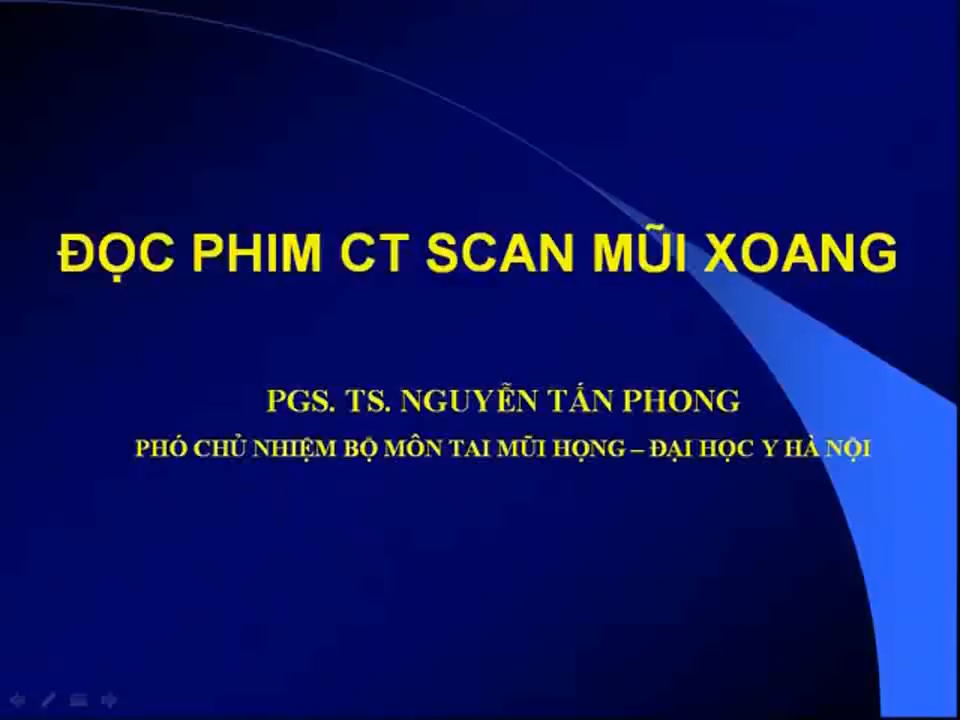 ĐỌC PHIM CT SCAN MŨI XOANG
PGS. TS. NGUYỄN TẤN PHONG
PHÓ CHỦ NHIỆM BỘ MÔN TAI MŨI HỌNG – ĐẠI HỌC Y HÀ NỘI